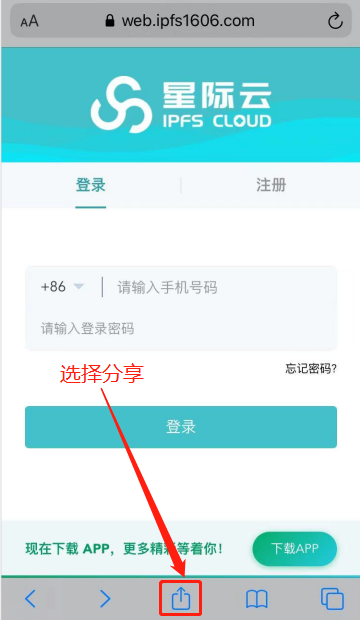 AA web.ipfs1606.com
星际云
IPFS CLOUD
登录 注册
+86 请输入手机号码
请输入登录密码
选择分享 忘记密码?
登录
现在下载 APP，更多精彩等着你! 下载APP